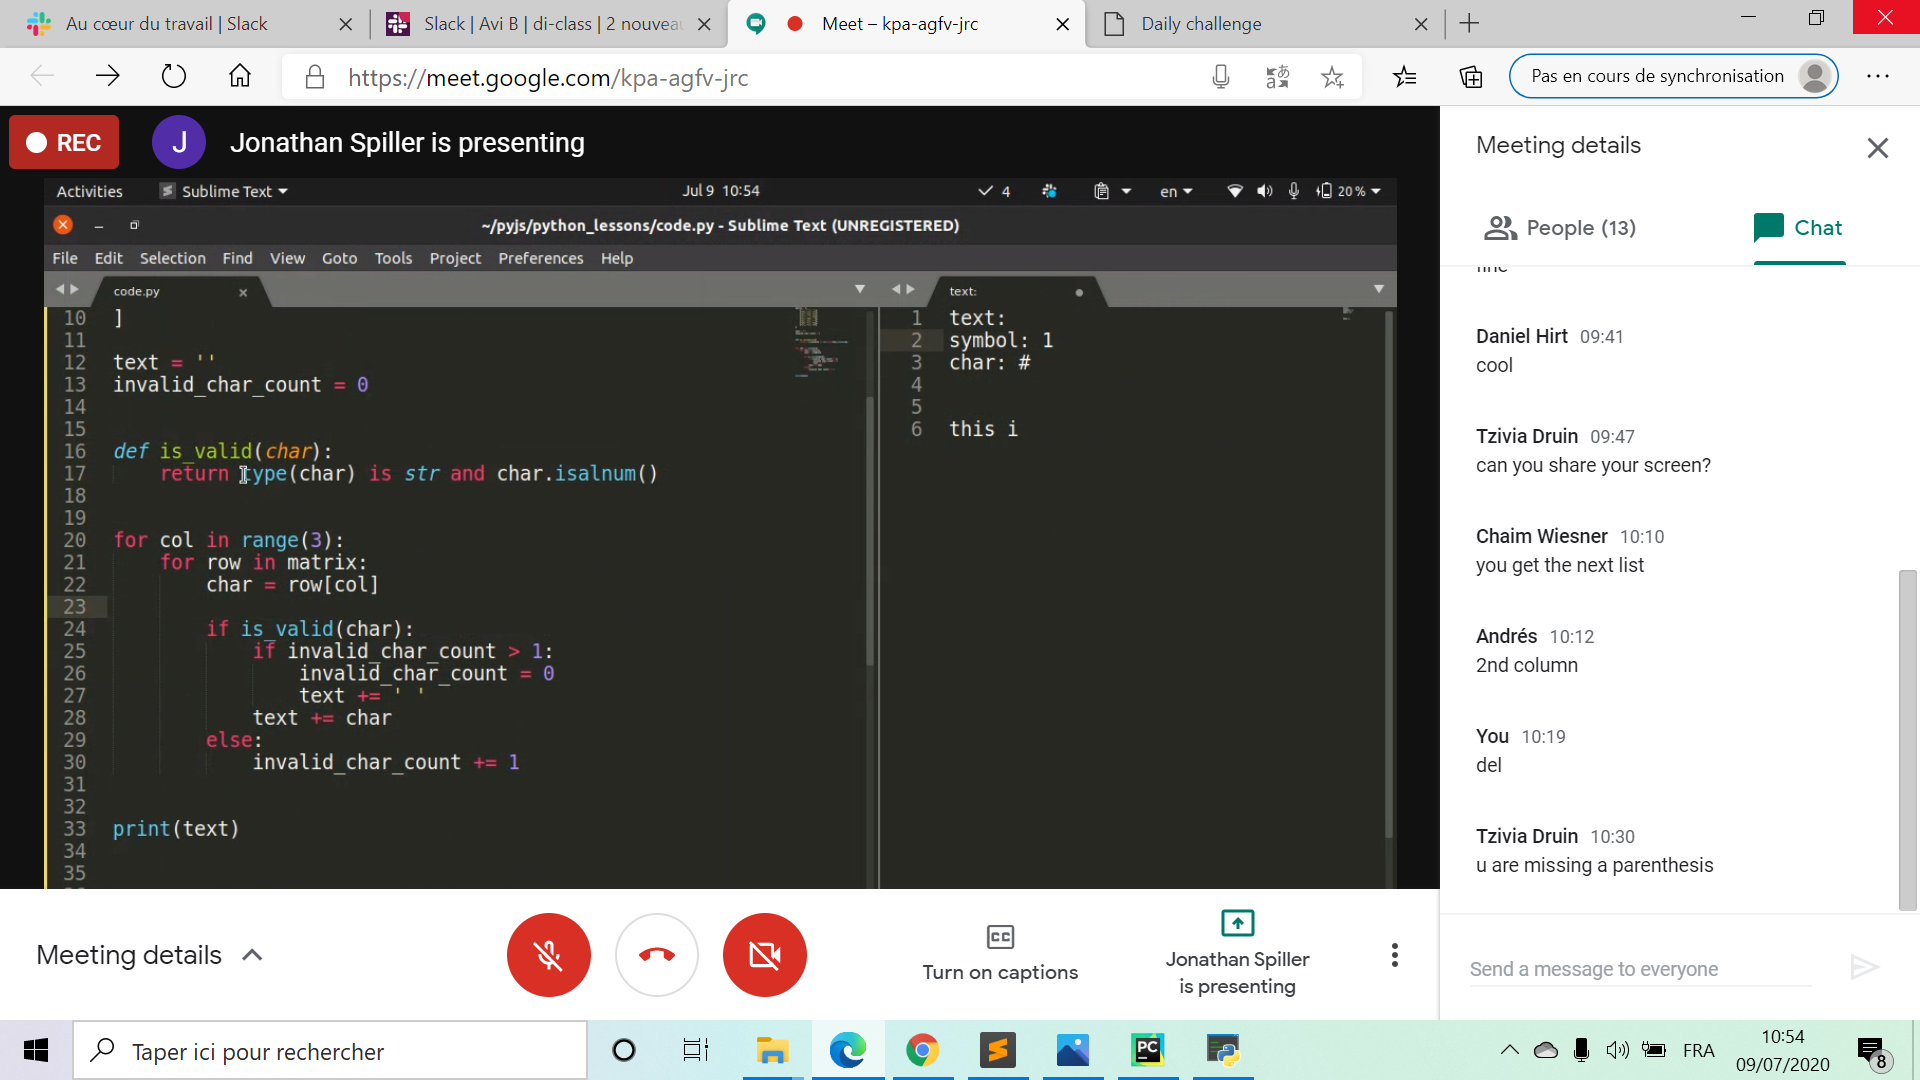 Au cœur du travail | Slack
Slack | Avi B | di-class | 2 nouveau
Meet – kpa-agfv-jrc
Daily challenge
https://meet.google.com/kpa-agfv-jrc
Pas en cours de synchronisation
REC
J
Jonathan Spiller is presenting
Activities
Sublime Text
Jul 9 10:54
4
en
20 %
~/pyjs/python_lessons/code.py - Sublime Text (UNREGISTERED)
File Edit Selection Find View Goto Tools Project Preferences Help
code.py
10 ]
11
12 text = ''
13 invalid_char_count = 0
14
15
16 def is_valid(char):
17 return type(char) is str and char.isalnum()
18
19
20 for col in range(3):
21 for row in matrix:
22 char = row[col]
23
24 if is_valid(char):
25 if invalid_char_count > 1:
26 invalid_char_count = 0
27 text += ' '
28 text += char
29 else:
30 invalid_char_count += 1
31
32
33 print(text)
34
35
text:
1 text:
2 symbol: 1
3 char: #
4
5
6 this i
Meeting details
People (13)
Chat
Daniel Hirt 09:41
cool
Tzivia Druin 09:47
can you share your screen?
Chaim Wiesner 10:10
you get the next list
Andrés 10:12
2nd column
You 10:19
del
Tzivia Druin 10:30
u are missing a parenthesis
Send a message to everyone
Meeting details
Turn on captions
Jonathan Spiller
is presenting
Taper ici pour rechercher
FRA
10:54
09/07/2020
8